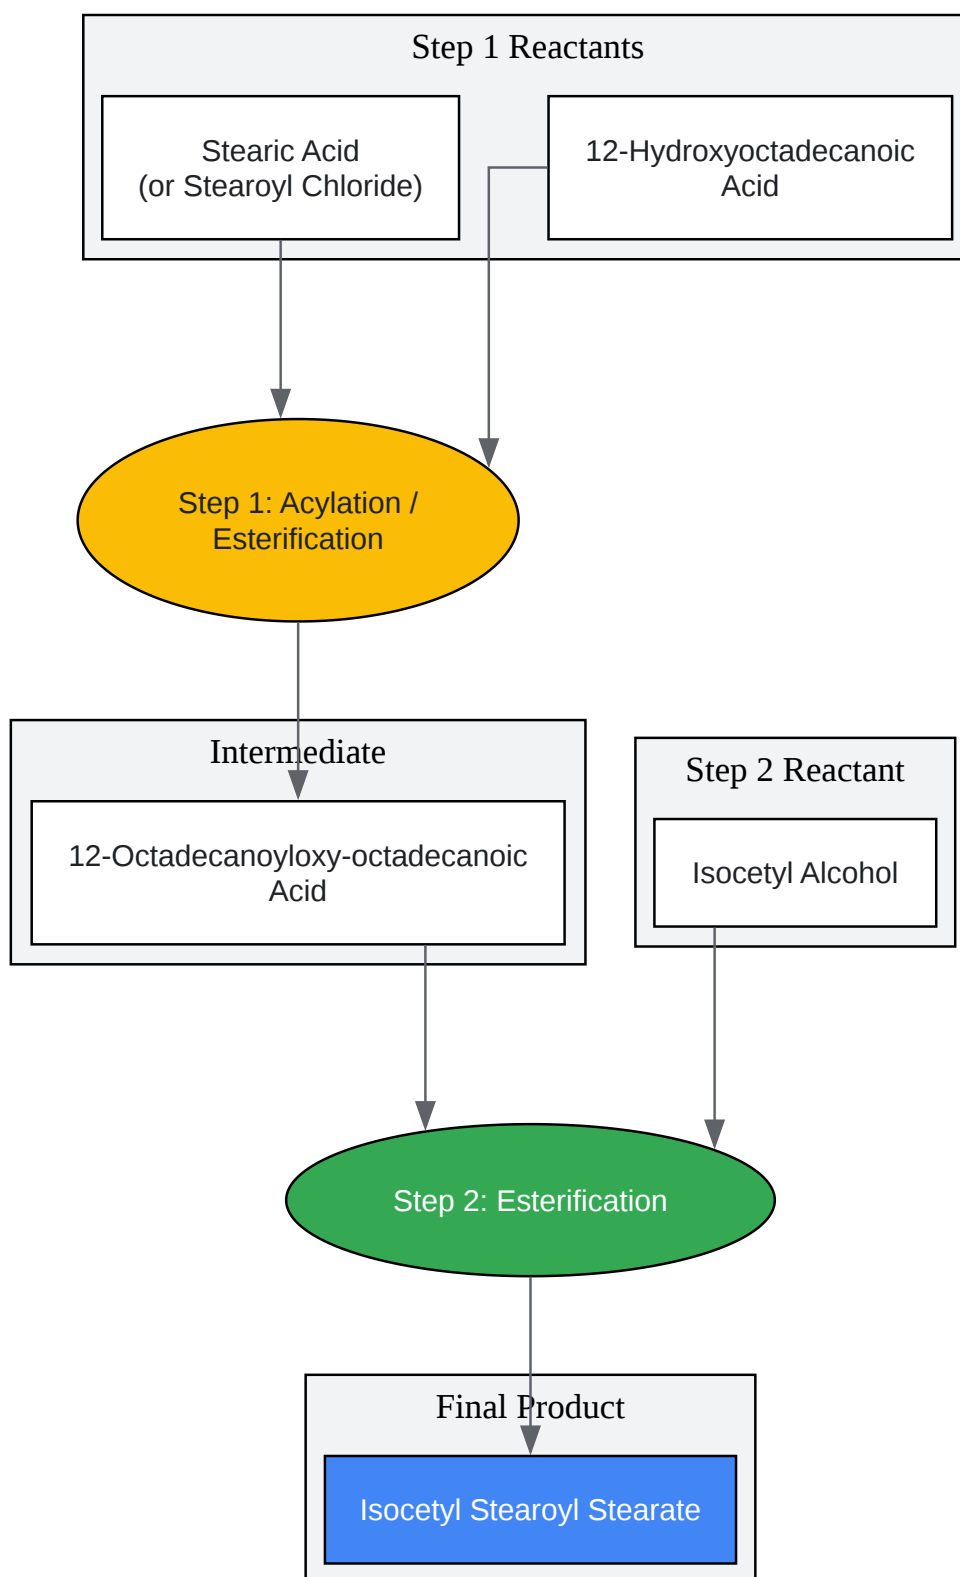 Step 1 Reactants
Stearic Acid
(or Stearoyl Chloride)
12-Hydroxyoctadecanoic
Acid
Step 1: Acylation /
Esterification
Intermediate
12-Octadecanoyloxy-octadecanoic
Acid
Step 2 Reactant
Isocetyl Alcohol
Step 2: Esterification
Final Product
Isocetyl Stearoyl Stearate